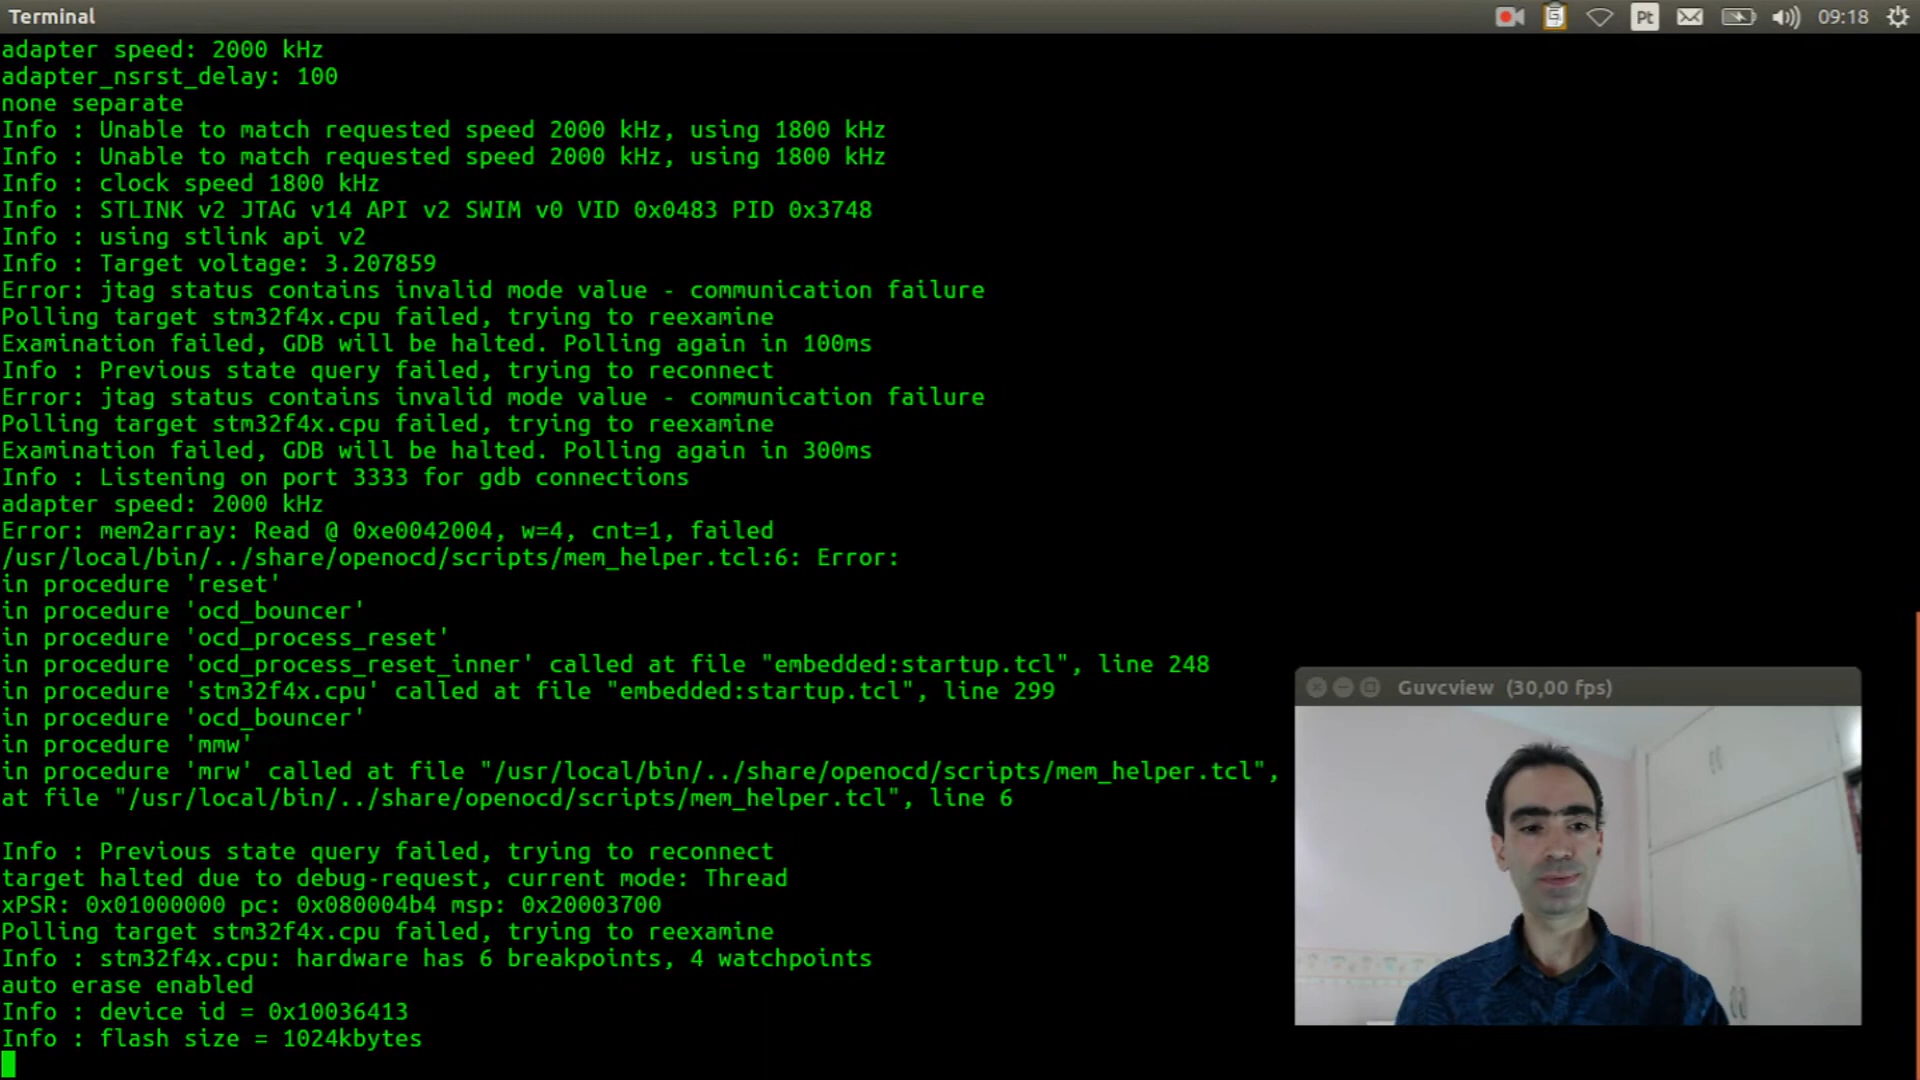 Terminal
Pt
09:18
adapter speed: 2000 kHz
adapter_nsrst_delay: 100
none separate
Info : Unable to match requested speed 2000 kHz, using 1800 kHz
Info : Unable to match requested speed 2000 kHz, using 1800 kHz
Info : clock speed 1800 kHz
Info : STLINK v2 JTAG v14 API v2 SWIM v0 VID 0x0483 PID 0x3748
Info : using stlink api v2
Info : Target voltage: 3.207859
Error: jtag status contains invalid mode value - communication failure
Polling target stm32f4x.cpu failed, trying to reexamine
Examination failed, GDB will be halted. Polling again in 100ms
Info : Previous state query failed, trying to reconnect
Error: jtag status contains invalid mode value - communication failure
Polling target stm32f4x.cpu failed, trying to reexamine
Examination failed, GDB will be halted. Polling again in 300ms
Info : Listening on port 3333 for gdb connections
adapter speed: 2000 kHz
Error: mem2array: Read @ 0xe0042004, w=4, cnt=1, failed
/usr/local/bin/../share/openocd/scripts/mem_helper.tcl:6: Error:
in procedure 'reset'
in procedure 'ocd_bouncer'
in procedure 'ocd_process_reset'
in procedure 'ocd_process_reset_inner' called at file "embedded:startup.tcl", line 248
in procedure 'stm32f4x.cpu' called at file "embedded:startup.tcl", line 299
in procedure 'ocd_bouncer'
in procedure 'mmw'
in procedure 'mrw' called at file "/usr/local/bin/../share/openocd/scripts/mem_helper.tcl",
at file "/usr/local/bin/../share/openocd/scripts/mem_helper.tcl", line 6
Info : Previous state query failed, trying to reconnect
target halted due to debug-request, current mode: Thread
xPSR: 0x01000000 pc: 0x080004b4 msp: 0x20003700
Polling target stm32f4x.cpu failed, trying to reexamine
Info : stm32f4x.cpu: hardware has 6 breakpoints, 4 watchpoints
auto erase enabled
Info : device id = 0x10036413
Info : flash size = 1024kbytes
Guvcview (30,00 fps)